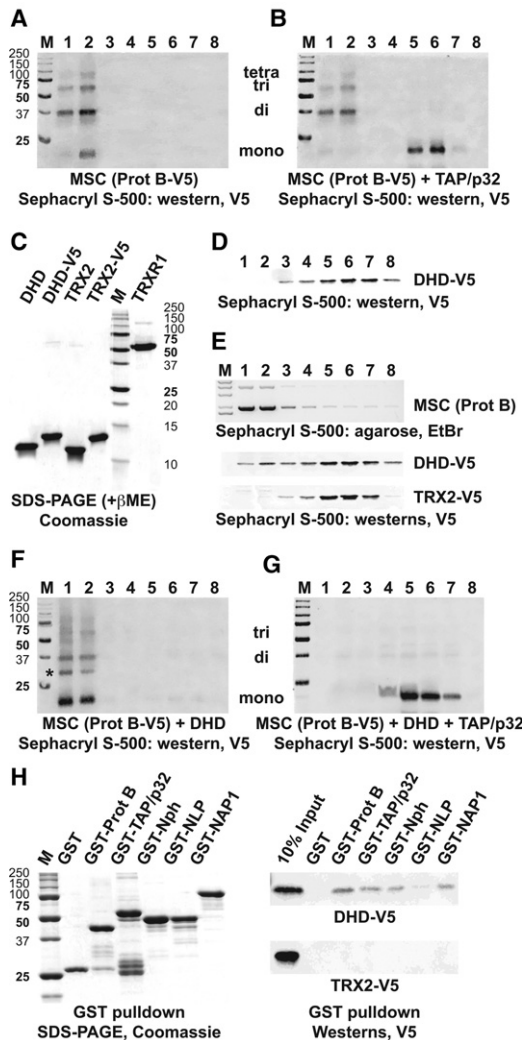 A
M 1 2 3 4 5 6 7 8
250
150
100
75
50
37
25
MSC (Prot B-V5)
Sephacryl S-500: western, V5
B
M 1 2 3 4 5 6 7 8
tetra
tri
di
mono
MSC (Prot B-V5) + TAP/p32
Sephacryl S-500: western, V5
C
DHD
DHD-V5
TRX2
TRX2-V5
M
TRXR1
250
150
100
75
50
37
25
20
15
10
SDS-PAGE (+βME)
Coomassie
D
1 2 3 4 5 6 7 8
DHD-V5
Sephacryl S-500: western, V5
E
M 1 2 3 4 5 6 7 8
MSC (Prot B)
Sephacryl S-500: agarose, EtBr
DHD-V5
TRX2-V5
Sephacryl S-500: westerns, V5
F
M 1 2 3 4 5 6 7 8
250
150
100
75
50
37
*
25
MSC (Prot B-V5) + DHD
Sephacryl S-500: western, V5
G
M 1 2 3 4 5 6 7 8
tri
di
mono
MSC (Prot B-V5) + DHD + TAP/p32
Sephacryl S-500: western, V5
H
M
GST
GST-Prot B
GST-TAP/p32
GST-Nph
GST-NLP
GST-NAP1
250
150
100
75
50
37
25
GST pulldown
SDS-PAGE, Coomassie
10% Input
GST
GST-Prot B
GST-TAP/p32
GST-Nph
GST-NLP
GST-NAP1
DHD-V5
TRX2-V5
GST pulldown
Westerns, V5